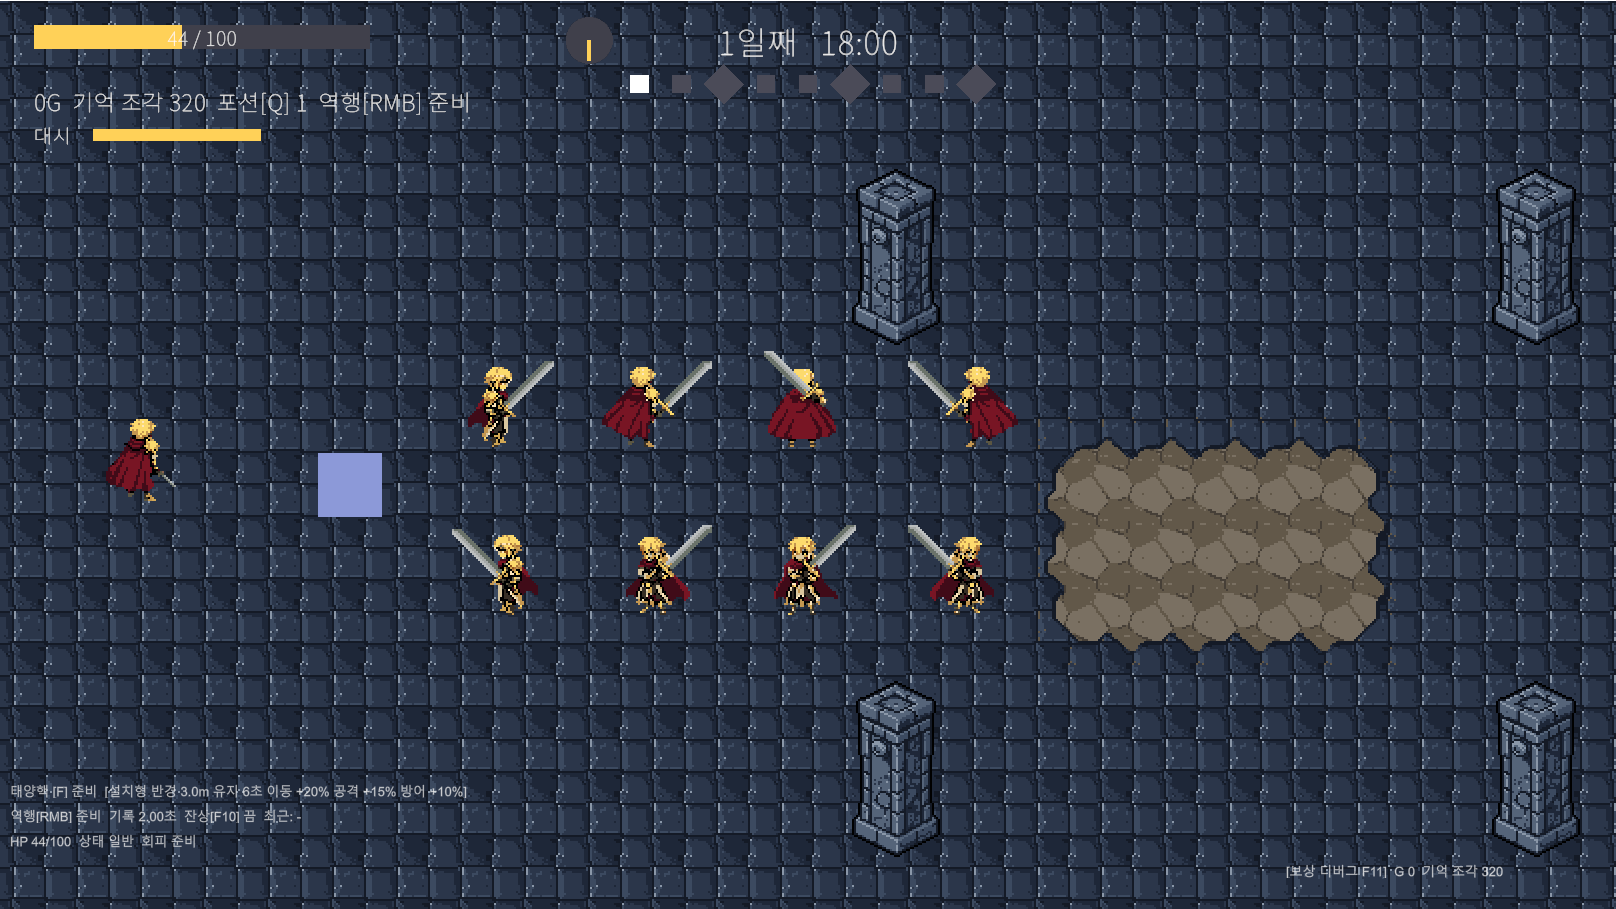 44 / 100
1일째 18:00
0G 기억 조각 320 포션[Q] 1 역행[RMB] 준비
대시
태양핵 [F] 준비 [설치형 반경 3.0m 유지 6초 이동 +20% 공격 +15% 방어 +10%]
역행[RMB] 준비 기록 2.00초 잔상[F10] 끔 최근: -
HP 44/100 상태 일반 회피 준비
[보상 디버그 F11] G 0 기억 조각 320